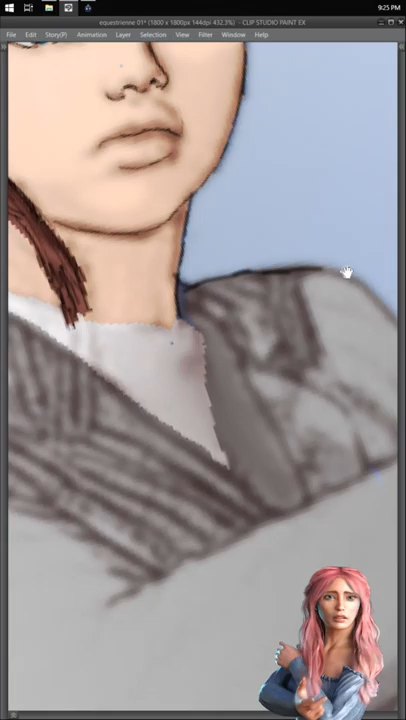 9:25 PM
equestrienne 01* (1800 x 1800px 144dpi 432.3%) - CLIP STUDIO PAINT EX
File Edit Story(P) Animation Layer Selection View Filter Window Help